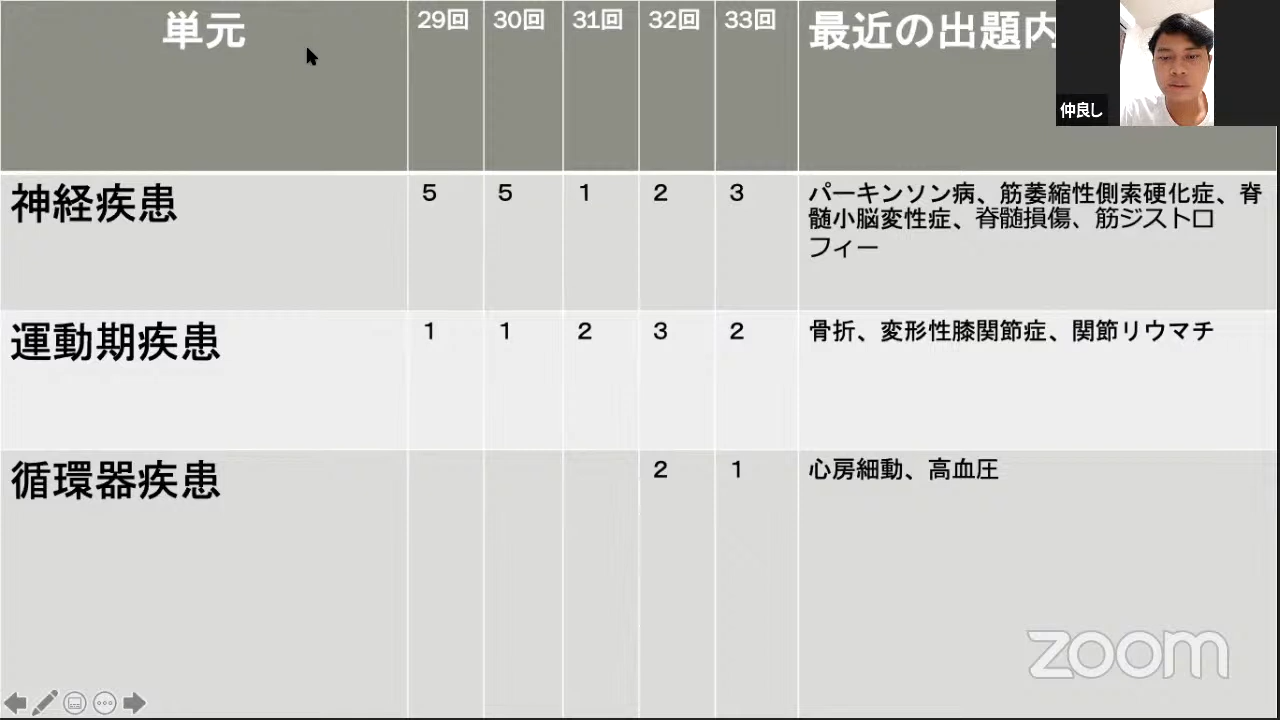 単元
29回
30回
31回
32回
33回
最近の出題内
仲良し
神経疾患
5
5
1
2
3
パーキンソン病、筋萎縮性側索硬化症、脊
髄小脳変性症、脊髄損傷、筋ジストロ
フィー
運動期疾患
1
1
2
3
2
骨折、変形性膝関節症、関節リウマチ
循環器疾患
2
1
心房細動、高血圧
zoom